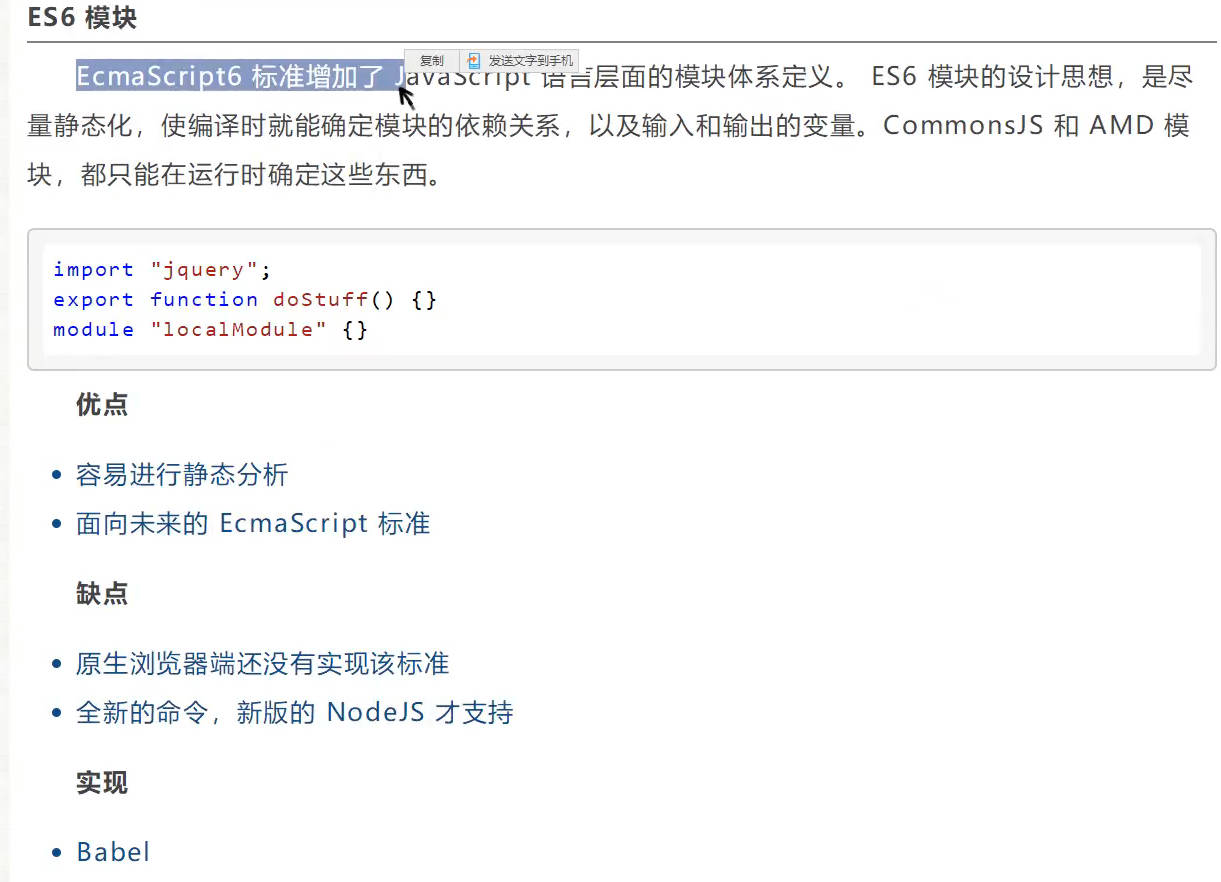 ES6 模块
复制 发送文字到手机
EcmaScript6 标准增加了 JavaScript 语言层面的模块体系定义。 ES6 模块的设计思想，是尽
量静态化，使编译时就能确定模块的依赖关系，以及输入和输出的变量。CommonsJS 和 AMD 模
块，都只能在运行时确定这些东西。
import "jquery";
export function doStuff() {}
module "localModule" {}
优点
容易进行静态分析
面向未来的 EcmaScript 标准
缺点
原生浏览器端还没有实现该标准
全新的命令，新版的 NodeJS 才支持
实现
Babel